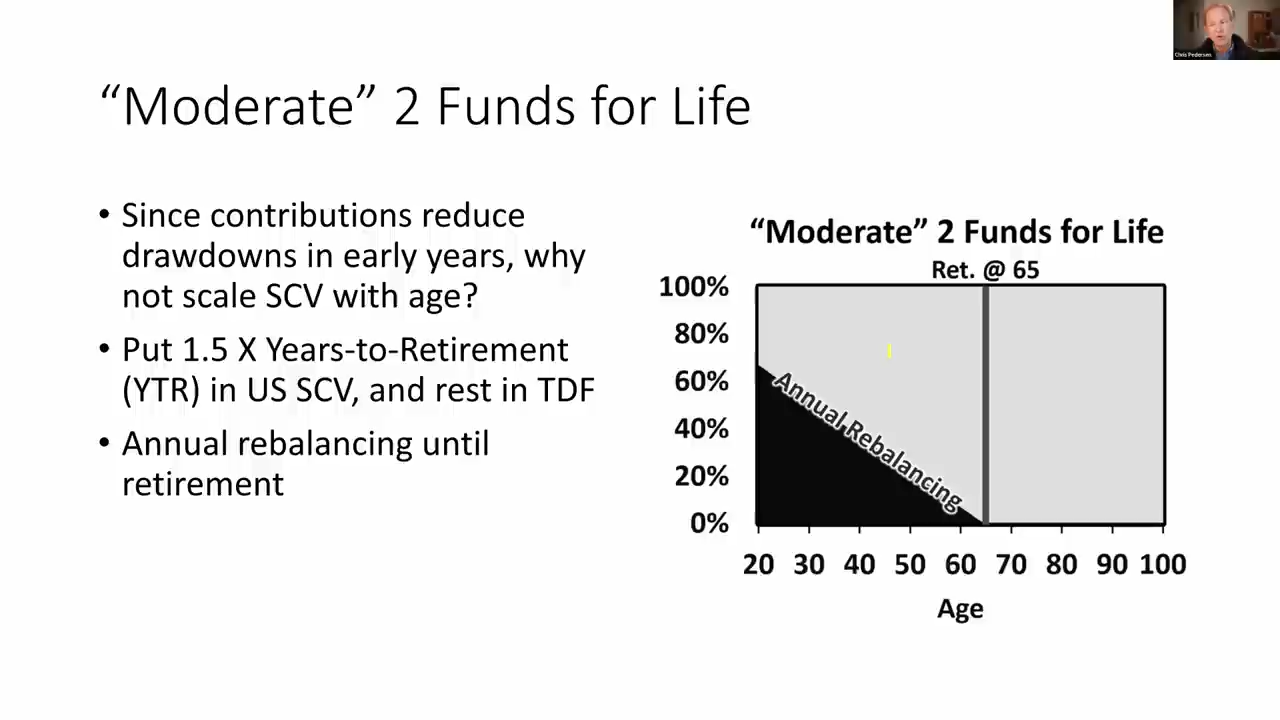 Chris Pedersen
“Moderate” 2 Funds for Life
• Since contributions reduce
drawdowns in early years, why
not scale SCV with age?
• Put 1.5 X Years-to-Retirement
(YTR) in US SCV, and rest in TDF
• Annual rebalancing until
retirement
“Moderate” 2 Funds for Life
Ret. @ 65
100%
80%
60%
40%
20%
0%
Annual Rebalancing
20 30 40 50 60 70 80 90 100
Age